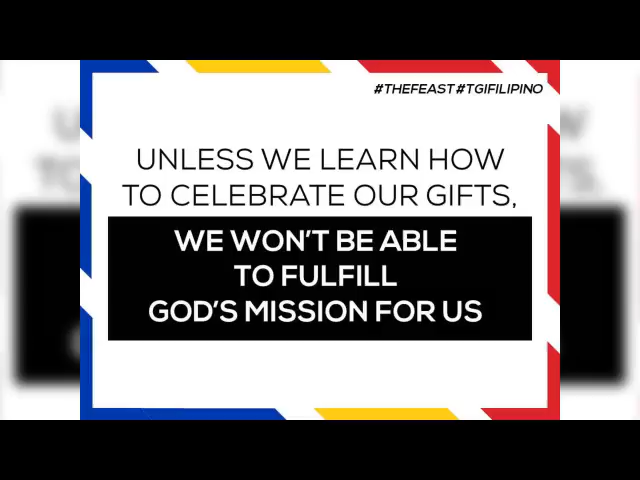 #THEFEAST#TGIFILIPINO
UNLESS WE LEARN HOW
TO CELEBRATE OUR GIFTS,
WE WON'T BE ABLE
TO FULFILL
GOD'S MISSION FOR US